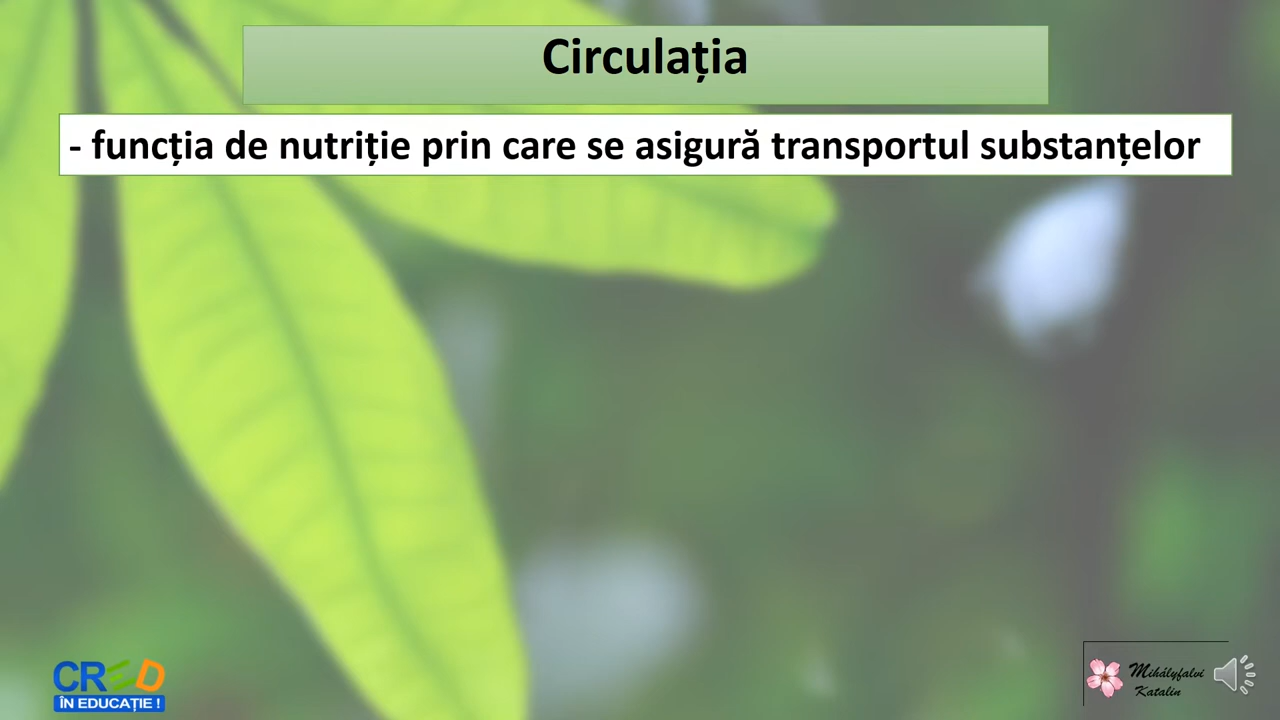 Circulația
- funcția de nutriție prin care se asigură transportul substanțelor
CRED
ÎN EDUCAȚIE !
Mihályfalvi
Katalin